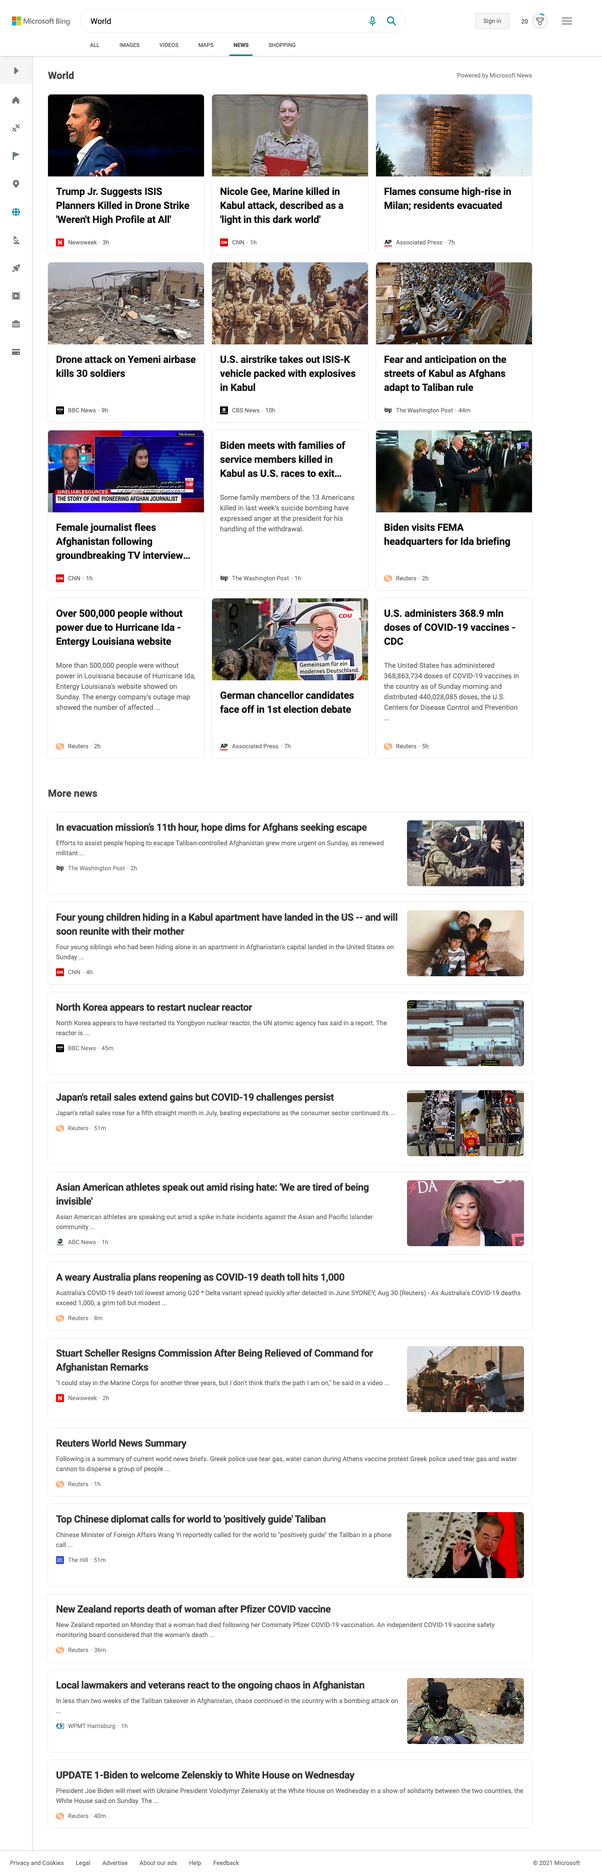 Microsoft Bing
World
Sign in
20
ALL
IMAGES
VIDEOS
MAPS
NEWS
SHOPPING
World
Powered by Microsoft News
Trump Jr. Suggests ISIS
Planners Killed in Drone Strike
'Weren't High Profile at All'
Newsweek · 3h
Nicole Gee, Marine killed in
Kabul attack, described as a
'light in this dark world'
CNN · 1h
Flames consume high-rise in
Milan; residents evacuated
AP Associated Press · 7h
Drone attack on Yemeni airbase
kills 30 soldiers
BBC News · 9h
U.S. airstrike takes out ISIS-K
vehicle packed with explosives
in Kabul
CBS News · 10h
Fear and anticipation on the
streets of Kabul as Afghans
adapt to Taliban rule
wp The Washington Post · 44m
RELIABLESOURCES
THE STORY OF ONE PIONEERING AFGHAN JOURNALIST
Female journalist flees
Afghanistan following
groundbreaking TV interview...
CNN · 1h
Biden meets with families of
service members killed in
Kabul as U.S. races to exit...
Some family members of the 13 Americans
killed in last week's suicide bombing have
expressed anger at the president for his
handling of the withdrawal.
wp The Washington Post · 1h
Biden visits FEMA
headquarters for Ida briefing
Reuters · 2h
Over 500,000 people without
power due to Hurricane Ida -
Entergy Louisiana website
More than 500,000 people were without
power in Louisiana because of Hurricane Ida,
Entergy Louisiana's website showed on
Sunday. The energy company's outage map
showed the number of affected ...
Reuters · 2h
CDU
Gemeinsam für ein
modernes Deutschland.
German chancellor candidates
face off in 1st election debate
AP Associated Press · 7h
U.S. administers 368.9 mln
doses of COVID-19 vaccines -
CDC
The United States has administered
368,863,734 doses of COVID-19 vaccines in
the country as of Sunday morning and
distributed 440,028,085 doses, the U.S.
Centers for Disease Control and Prevention
...
Reuters · 5h
More news
In evacuation mission's 11th hour, hope dims for Afghans seeking escape
Efforts to assist people hoping to escape Taliban-controlled Afghanistan grew more urgent on Sunday, as renewed
militant ...
wp The Washington Post · 2h
Four young children hiding in a Kabul apartment have landed in the US -- and will
soon reunite with their mother
Four young siblings who had been hiding alone in an apartment in Afghanistan's capital landed in the United States on
Sunday ...
CNN · 4h
North Korea appears to restart nuclear reactor
North Korea appears to have restarted its Yongbyon nuclear reactor, the UN atomic agency has said in a report. The
reactor is ...
BBC News · 45m
Japan's retail sales extend gains but COVID-19 challenges persist
Japan's retail sales rose for a fifth straight month in July, beating expectations as the consumer sector continued its ...
Reuters · 51m
Asian American athletes speak out amid rising hate: 'We are tired of being
invisible'
Asian American athletes are speaking out amid a spike in hate incidents against the Asian and Pacific Islander
community ...
ABC News · 1h
DA
A weary Australia plans reopening as COVID-19 death toll hits 1,000
Australia's COVID-19 death toll lowest among G20 * Delta variant spread quickly after detected in June SYDNEY, Aug 30 (Reuters) - As Australia's COVID-19 deaths
exceed 1,000, a grim toll but modest ...
Reuters · 8m
Stuart Scheller Resigns Commission After Being Relieved of Command for
Afghanistan Remarks
"I could stay in the Marine Corps for another three years, but I don't think that's the path I am on," he said in a video ...
Newsweek · 2h
Reuters World News Summary
Following is a summary of current world news briefs. Greek police use tear gas, water canon during Athens vaccine protest Greek police used tear gas and water
cannon to disperse a group of people ...
Reuters · 1h
Top Chinese diplomat calls for world to 'positively guide' Taliban
Chinese Minister of Foreign Affairs Wang Yi reportedly called for the world to "positively guide" the Taliban in a phone
call ...
The Hill · 51m
New Zealand reports death of woman after Pfizer COVID vaccine
New Zealand reported on Monday that a woman had died following her Comirnaty Pfizer COVID-19 vaccination. An independent COVID-19 vaccine safety
monitoring board considered that the woman's death ...
Reuters · 36m
Local lawmakers and veterans react to the ongoing chaos in Afghanistan
In less than two weeks of the Taliban takeover in Afghanistan, chaos continued in the country with a bombing attack on
...
WPMT Harrisburg · 1h
UPDATE 1-Biden to welcome Zelenskiy to White House on Wednesday
President Joe Biden will meet with Ukraine President Volodymyr Zelenskiy at the White House on Wednesday in a show of solidarity between the two countries, the
White House said on Sunday. The ...
Reuters · 40m
Privacy and Cookies
Legal
Advertise
About our ads
Help
Feedback
© 2021 Microsoft